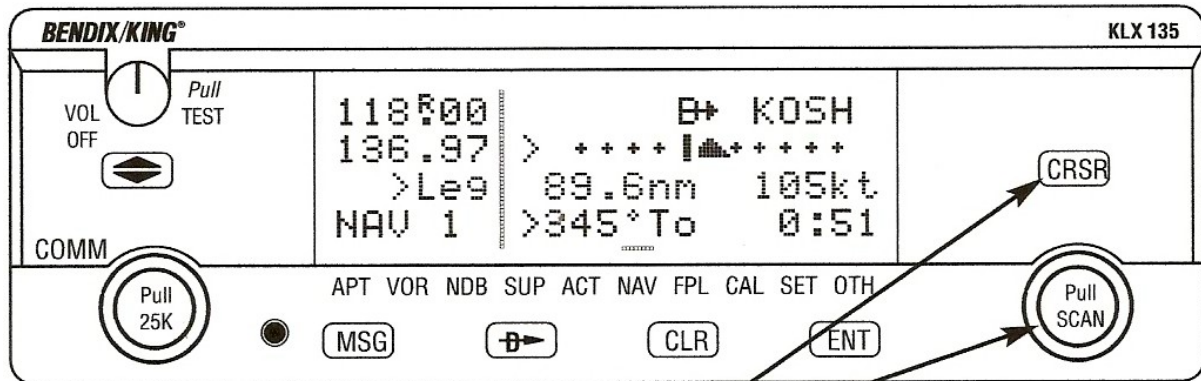 BENDIX/KING®
KLX 135
Pull
TEST
VOL
OFF
118R.00
136.97
>Leg
NAV 1
KOSH
>
89.6nm 105kt
>345°To 0:51
CRSR
COMM
Pull
25K
APT VOR NDB SUP ACT NAV FPL CAL SET OTH
MSG
D
CLR
ENT
Pull
SCAN